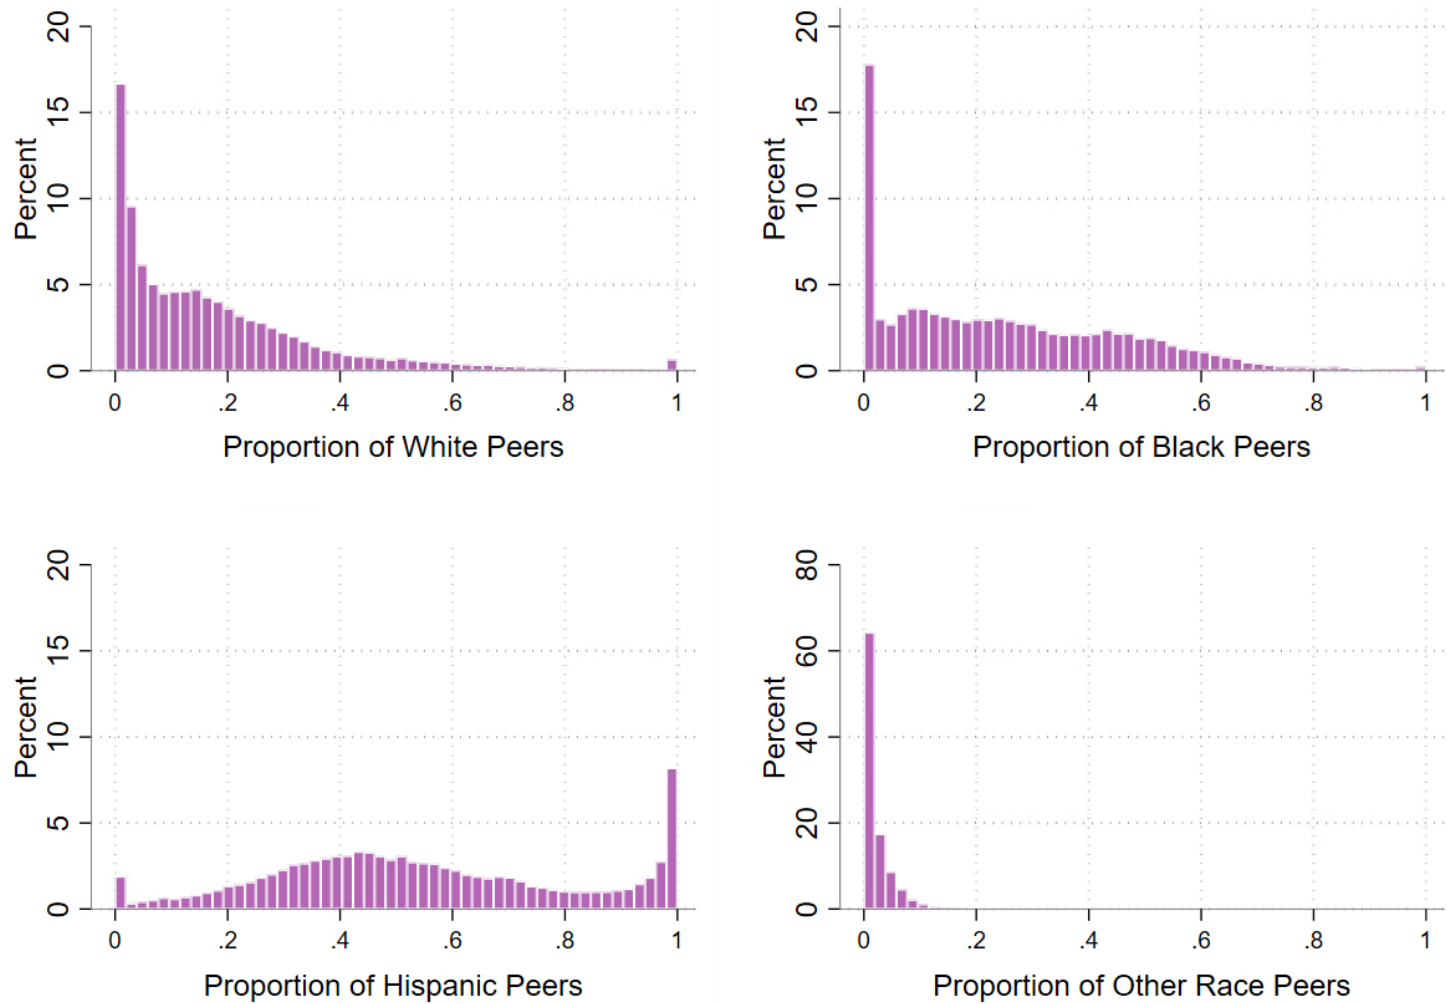 20
15
10
5
0
Percent
0 .2 .4 .6 .8 1
Proportion of White Peers
20
15
10
5
0
Percent
0 .2 .4 .6 .8 1
Proportion of Black Peers
20
15
10
5
0
Percent
0 .2 .4 .6 .8 1
Proportion of Hispanic Peers
80
60
40
20
0
Percent
0 .2 .4 .6 .8 1
Proportion of Other Race Peers